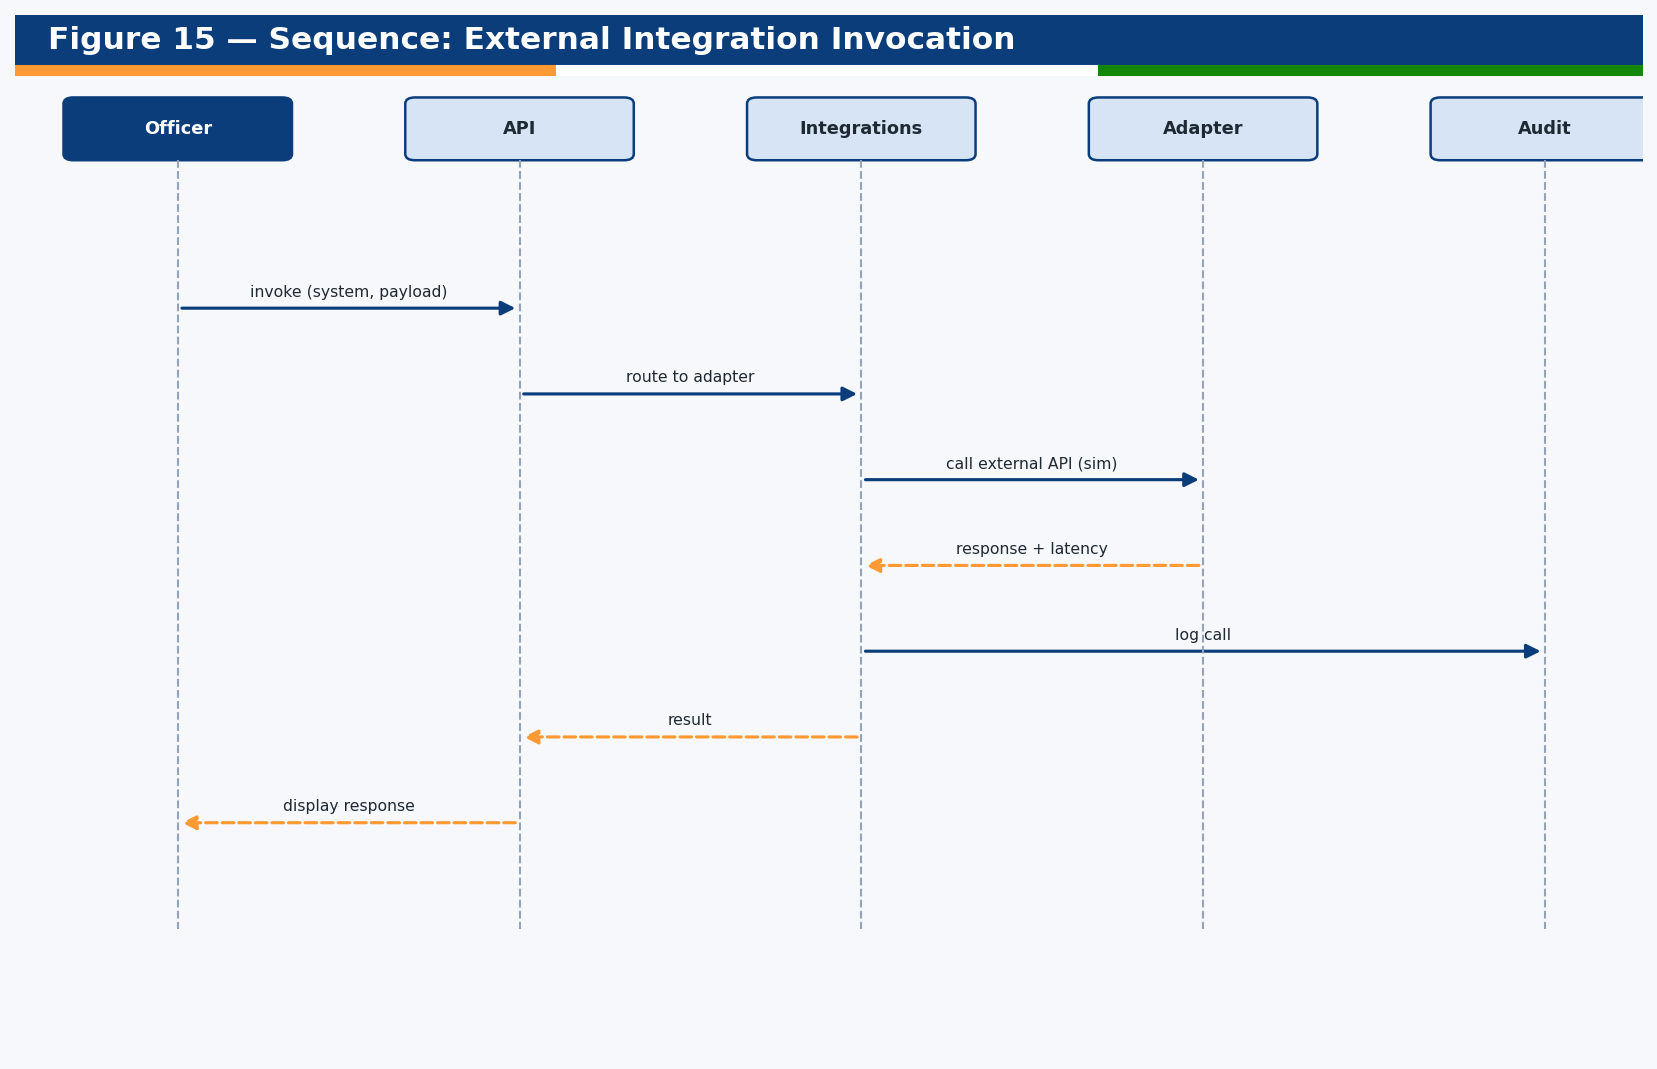 Figure 15 — Sequence: External Integration Invocation
Officer
API
Integrations
Adapter
Audit
invoke (system, payload)
route to adapter
call external API (sim)
response + latency
log call
result
display response